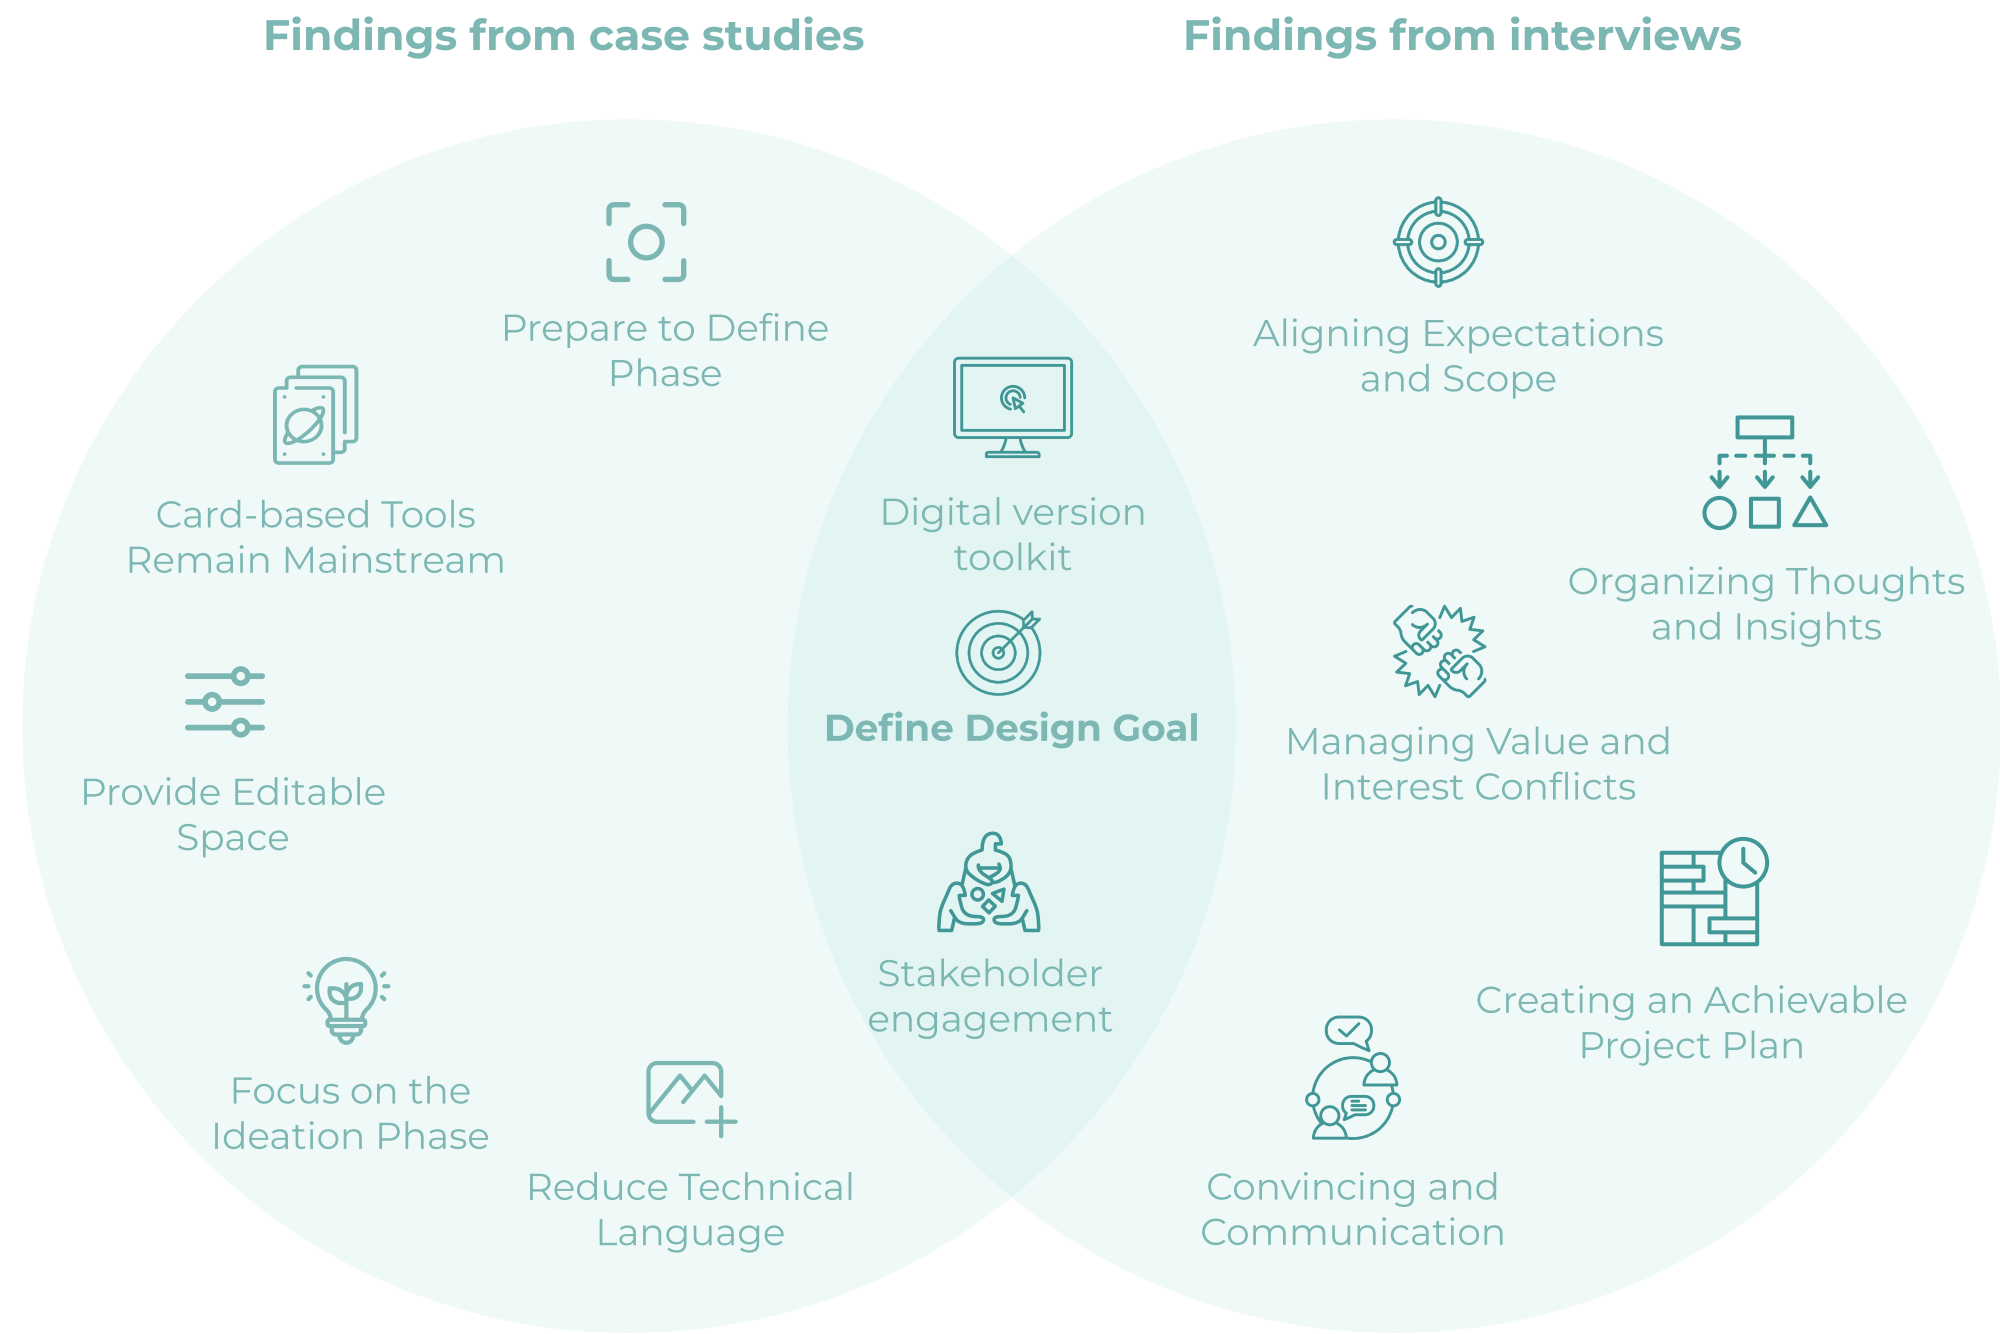 Findings from case studies
Findings from interviews
Prepare to Define
Phase
Card-based Tools
Remain Mainstream
Provide Editable
Space
Focus on the
Ideation Phase
Reduce Technical
Language
Digital version
toolkit
Define Design Goal
Stakeholder
engagement
Aligning Expectations
and Scope
Organizing Thoughts
and Insights
Managing Value and
Interest Conflicts
Creating an Achievable
Project Plan
Convincing and
Communication